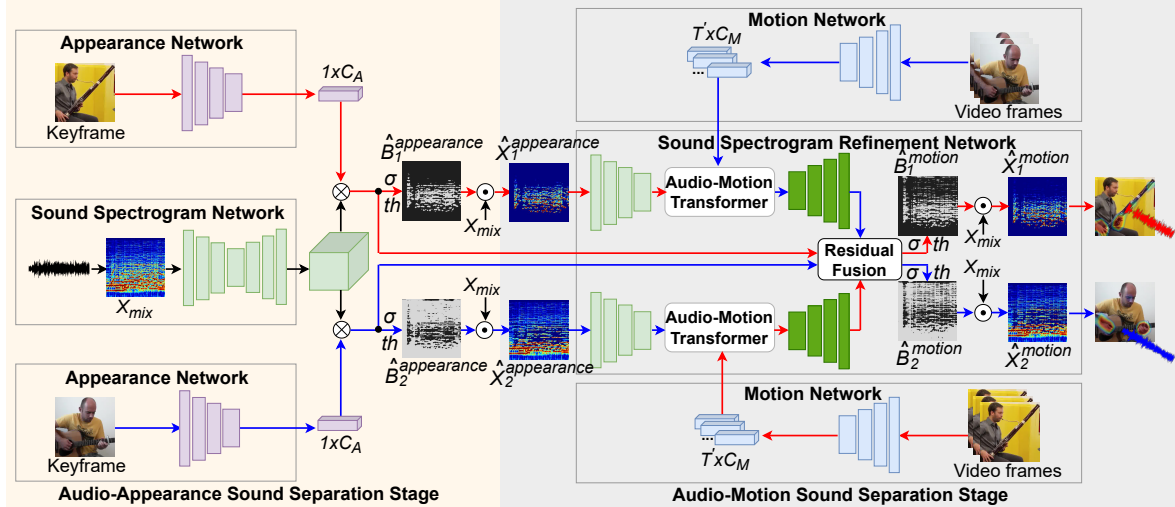 Appearance Network
Keyframe
1xC_A
Sound Spectrogram Network
X_mix
Appearance Network
Keyframe
1xC_A
Audio-Appearance Sound Separation Stage
σ
th
B̂_1^appearance
X_mix
X̂_1^appearance
σ
th
B̂_2^appearance
X_mix
X̂_2^appearance
Motion Network
T'xC_M
...
Video frames
Sound Spectrogram Refinement Network
Audio-Motion
Transformer
Audio-Motion
Transformer
Residual
Fusion
σ
th
B̂_1^motion
X_mix
X̂_1^motion
σ
th
B̂_2^motion
X_mix
X̂_2^motion
Motion Network
...
T'xC_M
Video frames
Audio-Motion Sound Separation Stage